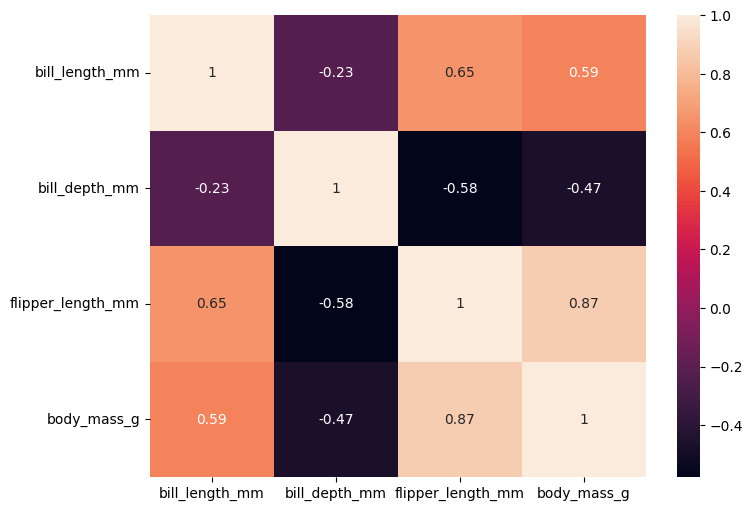 bill_length_mm 1 -0.23 0.65 0.59
bill_depth_mm -0.23 1 -0.58 -0.47
flipper_length_mm 0.65 -0.58 1 0.87
body_mass_g 0.59 -0.47 0.87 1
bill_length_mm bill_depth_mm flipper_length_mm body_mass_g
1.0
0.8
0.6
0.4
0.2
0.0
−0.2
−0.4